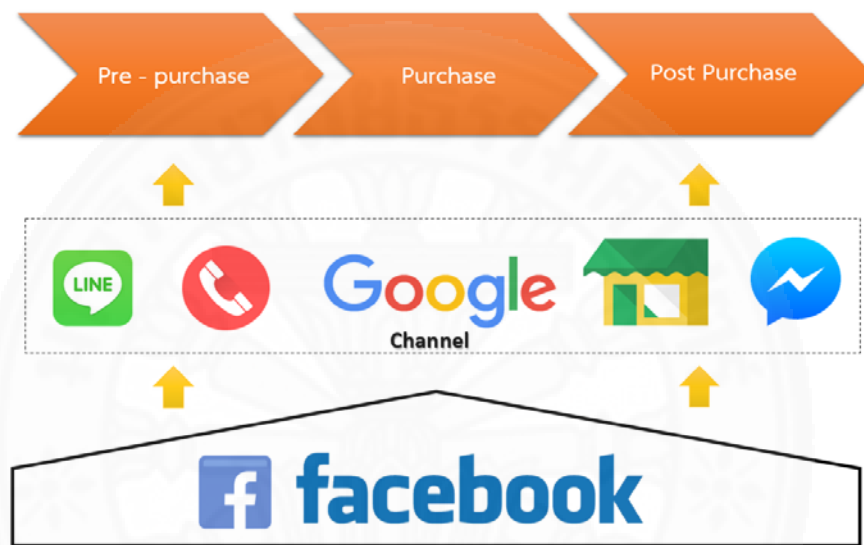 Pre - purchase
Purchase
Post Purchase
LINE
Google
Channel
f facebook